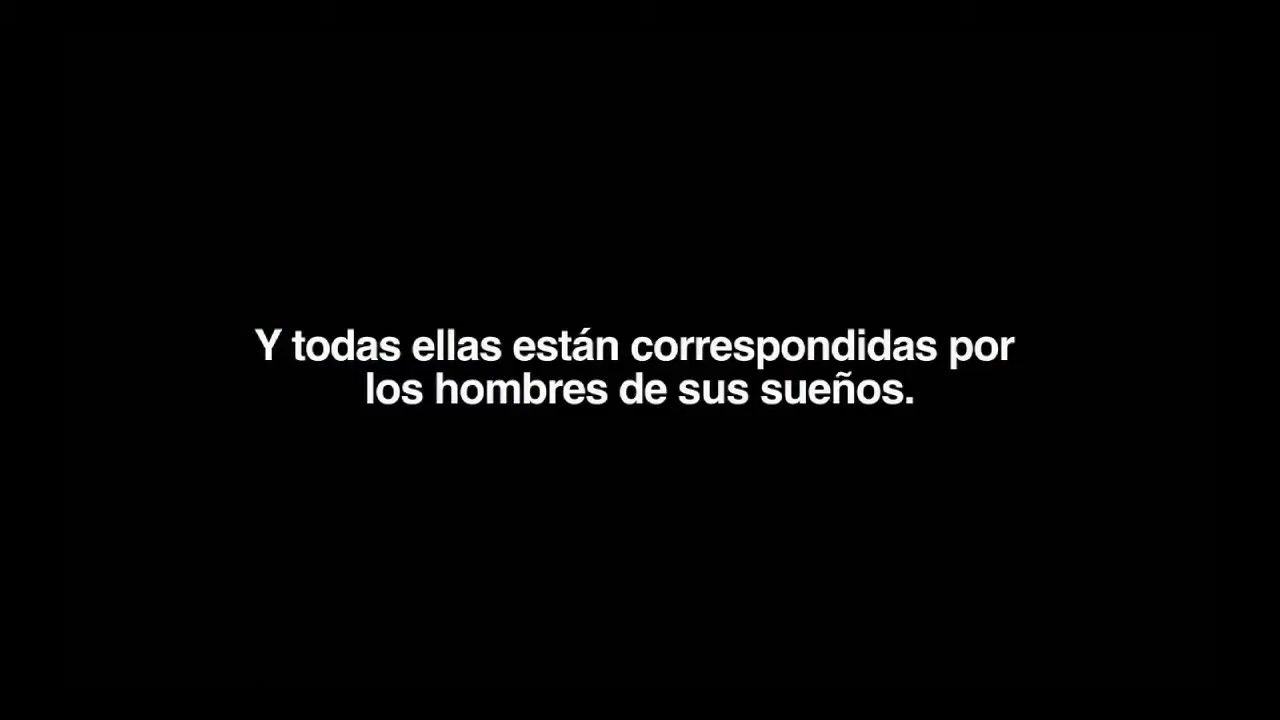 Y todas ellas están correspondidas por
los hombres de sus sueños.